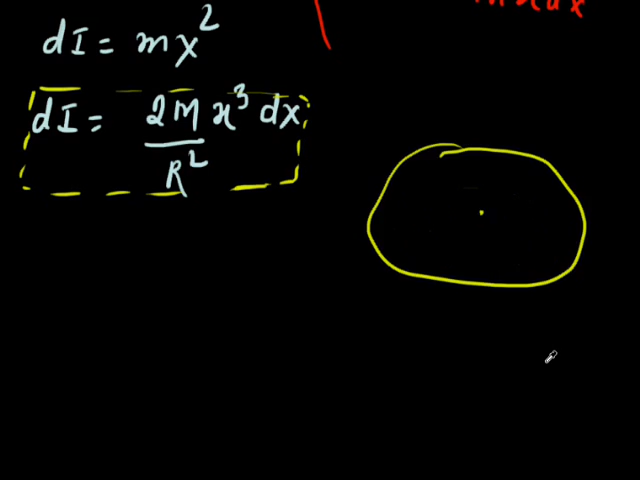 dI = mx²
dI = 2M/R² x³ dx